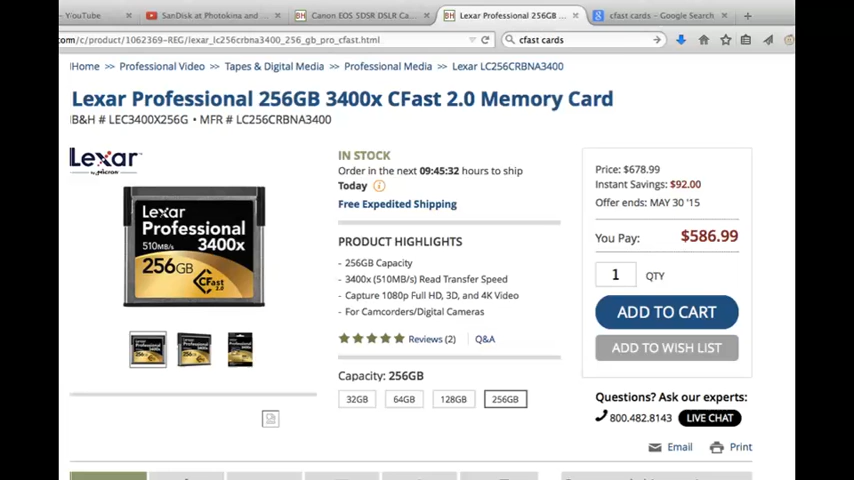 - YouTube
SanDisk at Photokina and ...
Canon EOS 5DSR DSLR Ca...
Lexar Professional 256GB ...
cfast cards - Google Search
com/c/product/1062369-REG/lexar_lc256crbna3400_256_gb_pro_cfast.html
cfast cards
Home >> Professional Video >> Tapes & Digital Media >> Professional Media >> Lexar LC256CRBNA3400
Lexar Professional 256GB 3400x CFast 2.0 Memory Card
B&H # LEC3400X256G • MFR # LC256CRBNA3400
Lexar
by Micron
Lexar
Professional
510MB/s 3400x
256GB
CFast
2.0
IN STOCK
Order in the next 09:45:32 hours to ship
Today
Free Expedited Shipping
PRODUCT HIGHLIGHTS
- 256GB Capacity
- 3400x (510MB/s) Read Transfer Speed
- Capture 1080p Full HD, 3D, and 4K Video
- For Camcorders/Digital Cameras
Reviews (2) Q&A
Capacity: 256GB
32GB 64GB 128GB 256GB
Price: $678.99
Instant Savings: $92.00
Offer ends: MAY 30 '15
You Pay: $586.99
1 QTY
ADD TO CART
ADD TO WISH LIST
Questions? Ask our experts:
800.482.8143 LIVE CHAT
Email Print